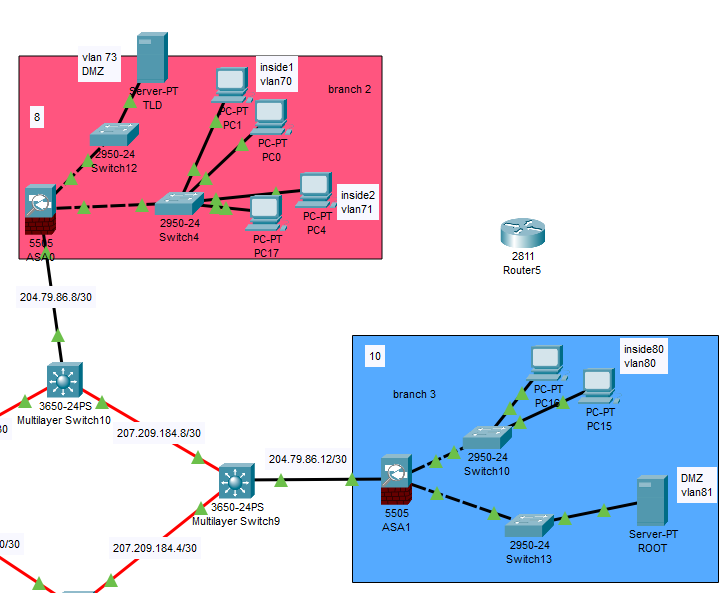 vlan 73
DMZ
Server-PT
TLD
inside1
vlan70
branch 2
8
PC-PT
PC1
PC-PT
PC0
2950-24
Switch12
PC-PT
PC4
inside2
vlan71
2950-24
Switch4
PC-PT
PC17
5505
ASA0
2811
Router5
204.79.86.8/30
10
inside80
vlan80
branch 3
PC-PT
PC16
PC-PT
PC15
3650-24PS
Multilayer Switch10
207.209.184.8/30
2950-24
Switch10
204.79.86.12/30
DMZ
vlan81
3650-24PS
Multilayer Switch9
5505
ASA1
Server-PT
ROOT
2950-24
Switch13
207.209.184.4/30
0/30